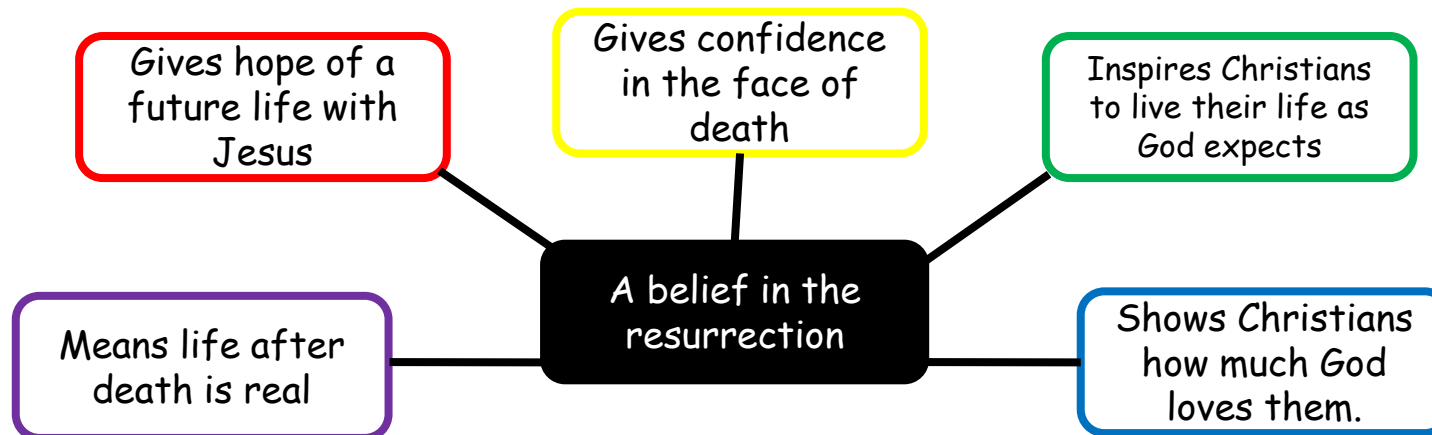 Gives hope of a
future life with
Jesus
Gives confidence
in the face of
death
Inspires Christians
to live their life as
God expects
A belief in the
resurrection
Means life after
death is real
Shows Christians
how much God
loves them.